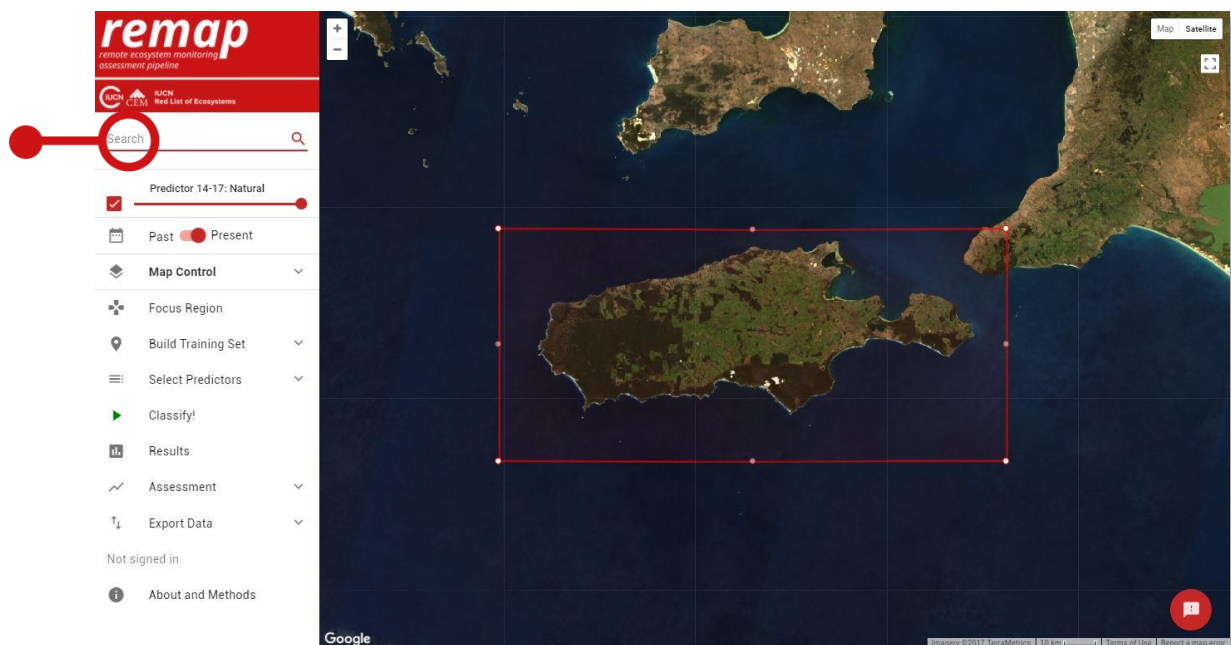 remap
remote ecosystem monitoring
assessment pipeline
IUCN
CEM
IUCN
Red List of Ecosystems
Search
Predictor 14-17: Natural
Past Present
Map Control
Focus Region
Build Training Set
Select Predictors
Classify!
Results
Assessment
Export Data
Not signed in.
About and Methods
+
−
Map Satellite
Google
Imagery ©2017 TerraMetrics 10 km Terms of Use Report a map error